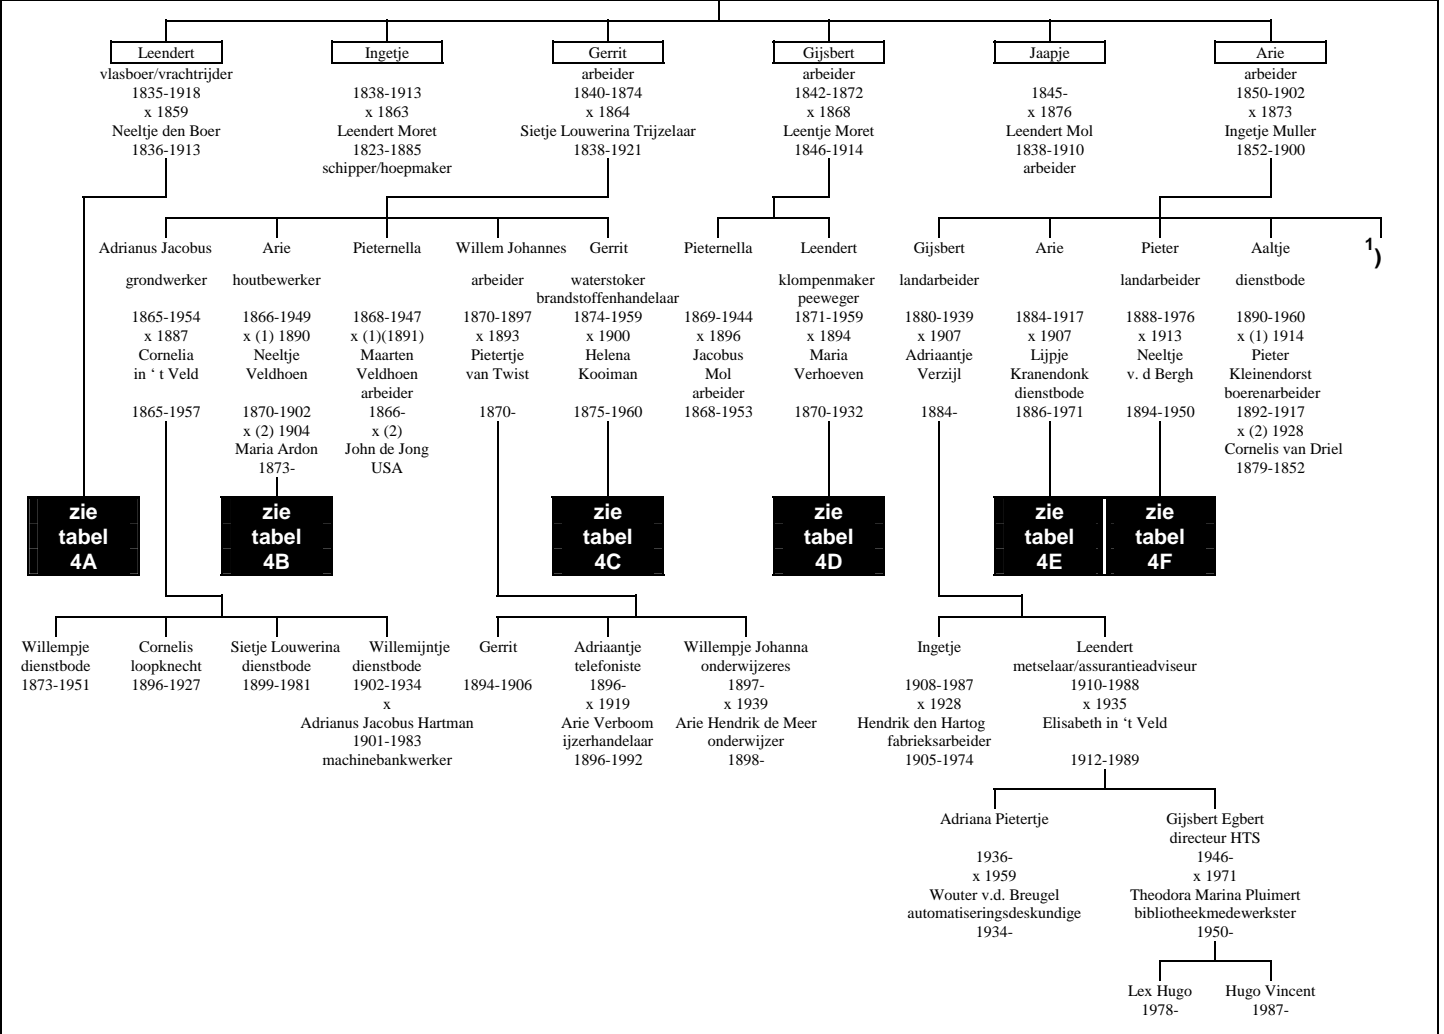 Leendert
vlasboer/vrachtrijder
1835-1918
x 1859
Neeltje den Boer
1836-1913
Ingetje
1838-1913
x 1863
Leendert Moret
1823-1885
schipper/hoepmaker
Gerrit
arbeider
1840-1874
x 1864
Sietje Louwerina Trijzelaar
1838-1921
Gijsbert
arbeider
1842-1872
x 1868
Leentje Moret
1846-1914
Jaapje
1845-
x 1876
Leendert Mol
1838-1910
arbeider
Arie
arbeider
1850-1902
x 1873
Ingetje Muller
1852-1900
Adrianus Jacobus
grondwerker
1865-1954
x 1887
Cornelia
in ‘ t Veld
1865-1957
Arie
houtbewerker
1866-1949
x (1) 1890
Neeltje
Veldhoen
1870-1902
x (2) 1904
Maria Ardon
1873-
Pieternella
1868-1947
x (1)(1891)
Maarten
Veldhoen
arbeider
1866-
x (2)
John de Jong
USA
Willem Johannes
arbeider
1870-1897
x 1893
Pietertje
van Twist
1870-
Gerrit
waterstoker
brandstoffenhandelaar
1874-1959
x 1900
Helena
Kooiman
1875-1960
Pieternella
1869-1944
x 1896
Jacobus
Mol
arbeider
1868-1953
Leendert
klompenmaker
peeweger
1871-1959
x 1894
Maria
Verhoeven
1870-1932
Gijsbert
landarbeider
1880-1939
x 1907
Adriaantje
Verzijl
1884-
Arie
1884-1917
x 1907
Lijpje
Kranendonk
dienstbode
1886-1971
Pieter
landarbeider
1888-1976
x 1913
Neeltje
v. d Bergh
1894-1950
Aaltje
dienstbode
1890-1960
x (1) 1914
Pieter
Kleinendorst
boerenarbeider
1892-1917
x (2) 1928
Cornelis van Driel
1879-1852
1)
zie
tabel
4A
zie
tabel
4B
zie
tabel
4C
zie
tabel
4D
zie
tabel
4E
zie
tabel
4F
Willempje
dienstbode
1873-1951
Cornelis
loopknecht
1896-1927
Sietje Louwerina
dienstbode
1899-1981
Willemijntje
dienstbode
1902-1934
x
Adrianus Jacobus Hartman
1901-1983
machinebankwerker
Gerrit
1894-1906
Adriaantje
telefoniste
1896-
x 1919
Arie Verboom
ijzerhandelaar
1896-1992
Willempje Johanna
onderwijzeres
1897-
x 1939
Arie Hendrik de Meer
onderwijzer
1898-
Ingetje
1908-1987
x 1928
Hendrik den Hartog
fabrieksarbeider
1905-1974
Leendert
metselaar/assurantieadviseur
1910-1988
x 1935
Elisabeth in ‘t Veld
1912-1989
Adriana Pietertje
1936-
x 1959
Wouter v.d. Breugel
automatiseringsdeskundige
1934-
Gijsbert Egbert
directeur HTS
1946-
x 1971
Theodora Marina Pluimert
bibliotheekmedewerkster
1950-
Lex Hugo
1978-
Hugo Vincent
1987-